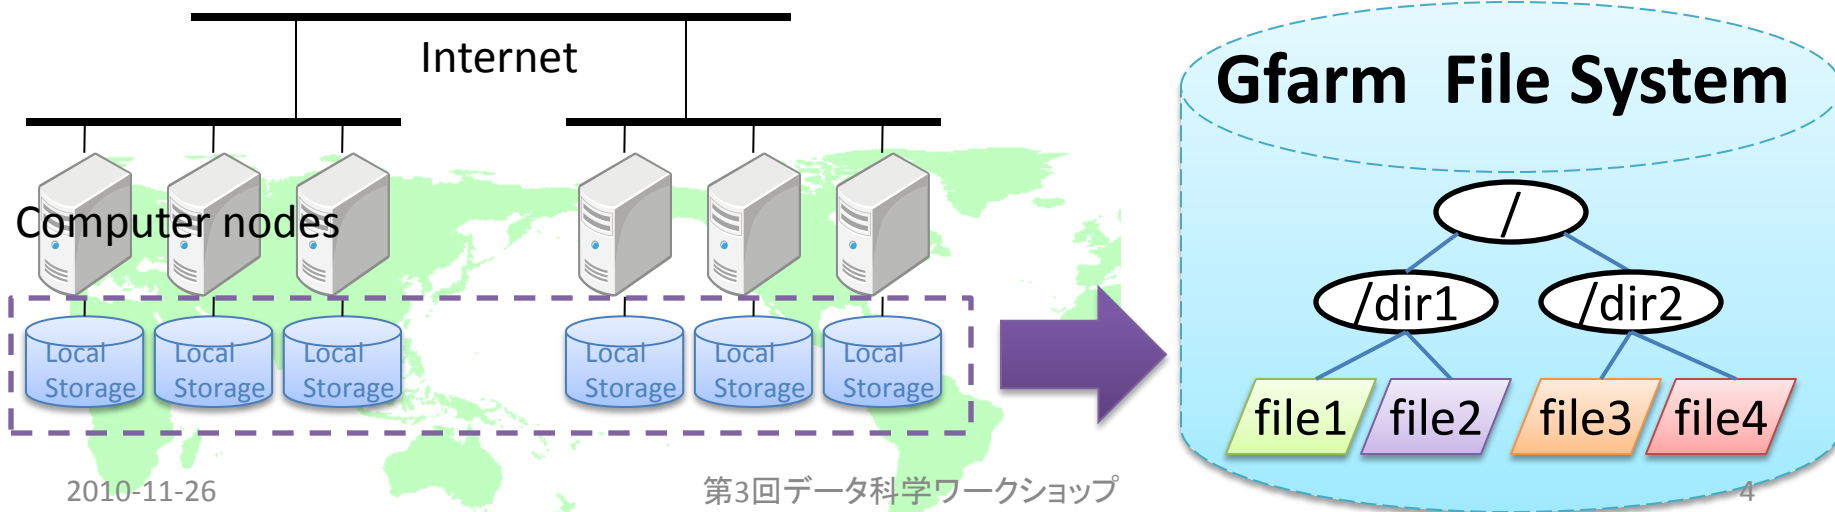 Internet
Computer nodes
Local
Storage
Local
Storage
Local
Storage
Local
Storage
Local
Storage
Local
Storage
Gfarm File System
/
/dir1
/dir2
file1
file2
file3
file4
2010-11-26
第3回データ科学ワークショップ
4